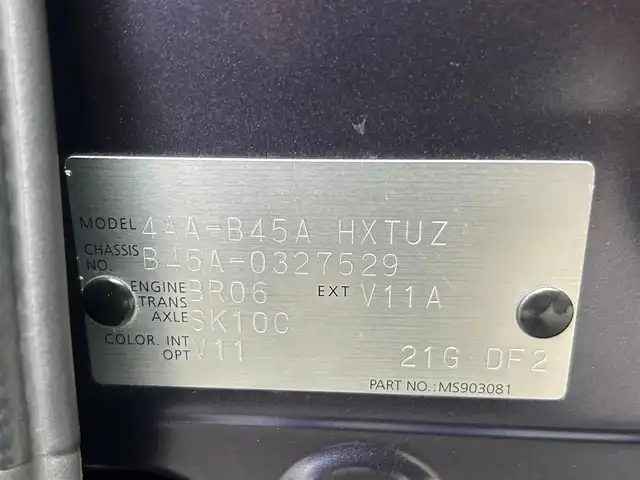 MODEL 4AA-B45A HXTUZ
CHASSIS NO. B45A-0327529
ENGINE BR06 EXT V11A
TRANS
AXLE SK10C
COLOR. INT V11
OPT 21G DF2
PART NO.:MS903081